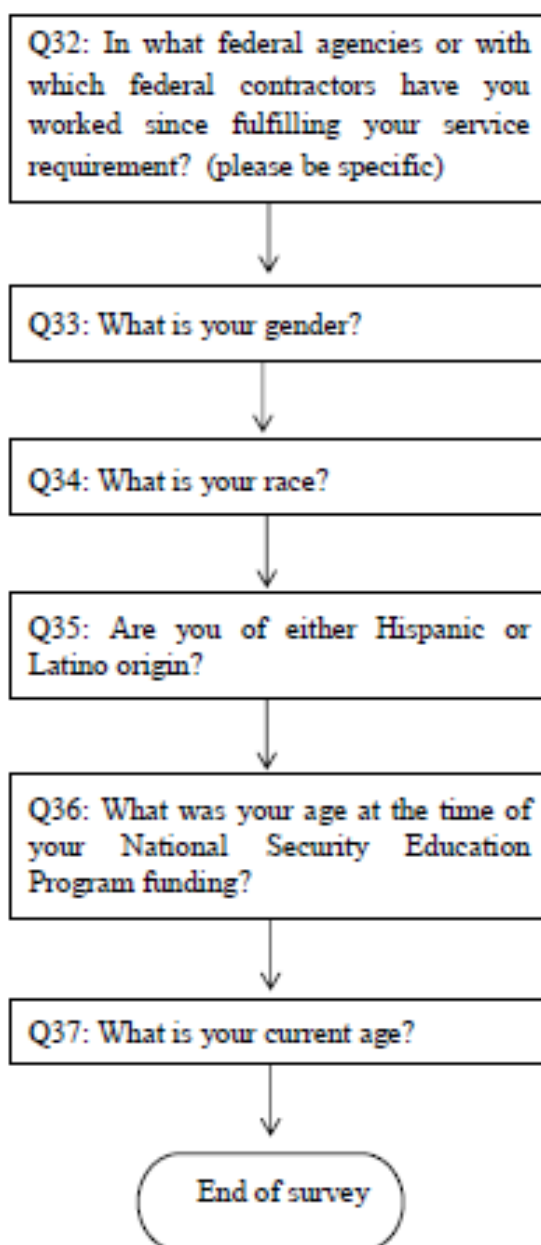 Q32: In what federal agencies or with
which federal contractors have you
worked since fulfilling your service
requirement? (please be specific)
Q33: What is your gender?
Q34: What is your race?
Q35: Are you of either Hispanic or
Latino origin?
Q36: What was your age at the time of
your National Security Education
Program funding?
Q37: What is your current age?
End of survey